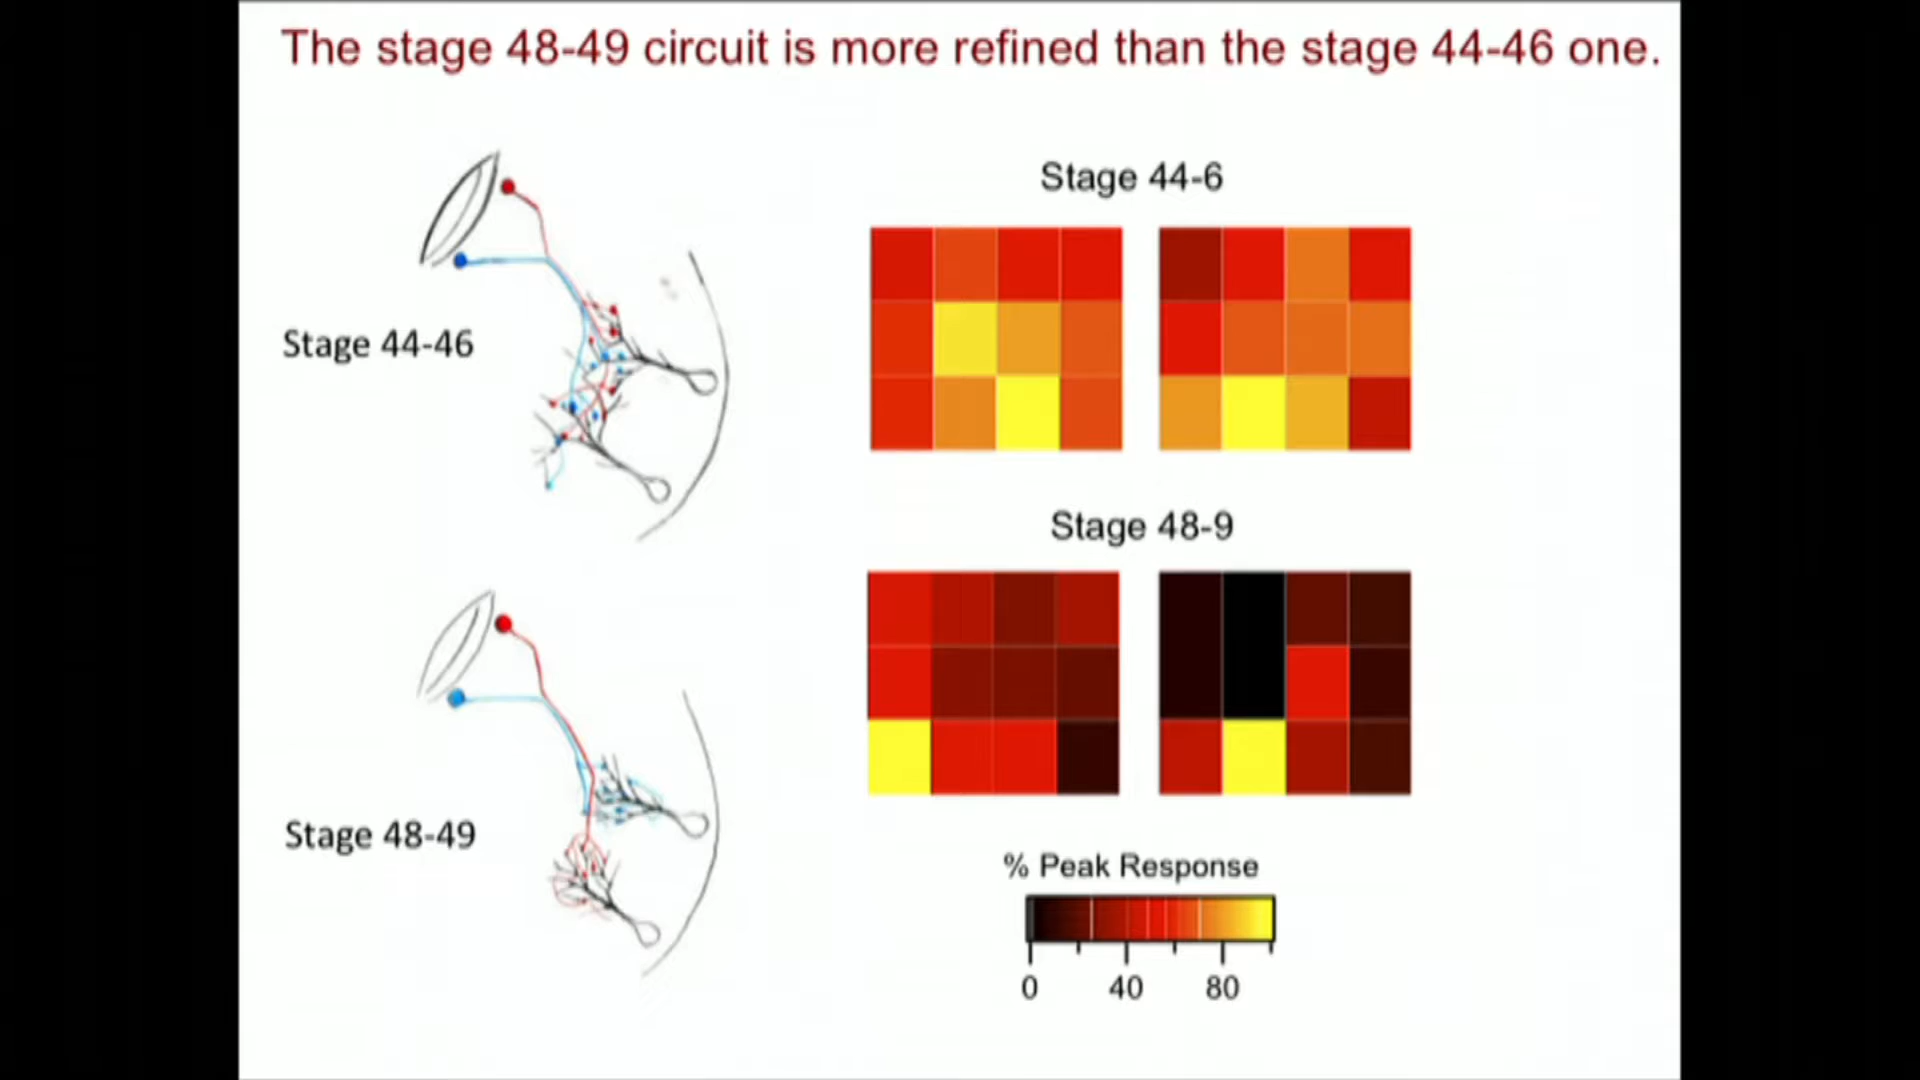 The stage 48-49 circuit is more refined than the stage 44-46 one.
Stage 44-46
Stage 44-6
Stage 48-9
Stage 48-49
% Peak Response
0 40 80